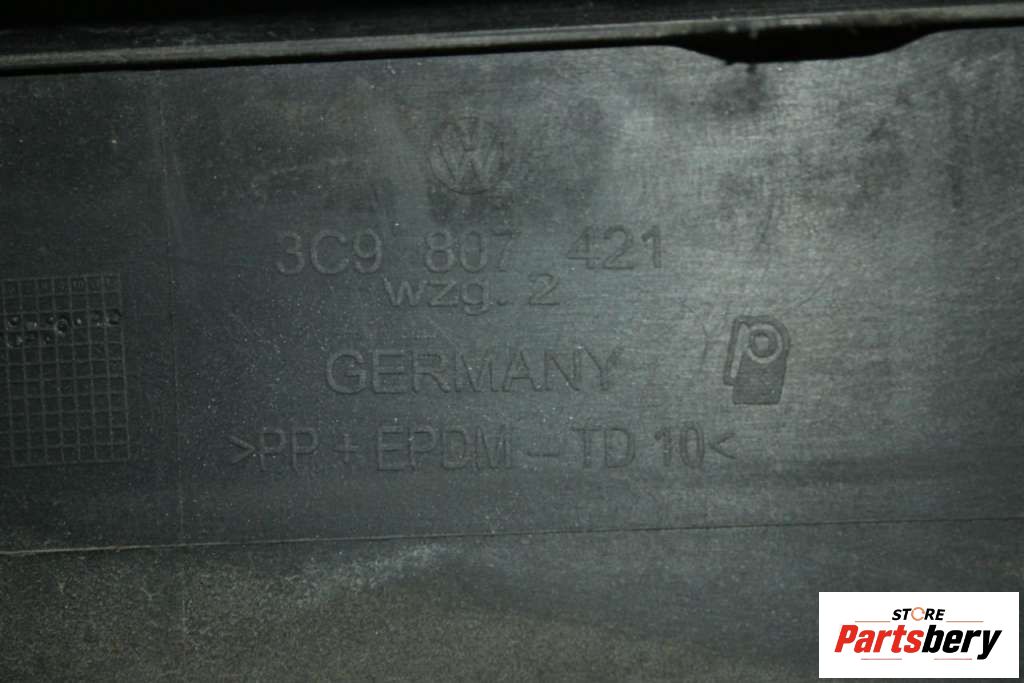 3C9 807 421
wzg. 2
GERMANY
>PP + EPDM - TD 10<
STORE
Partsbery